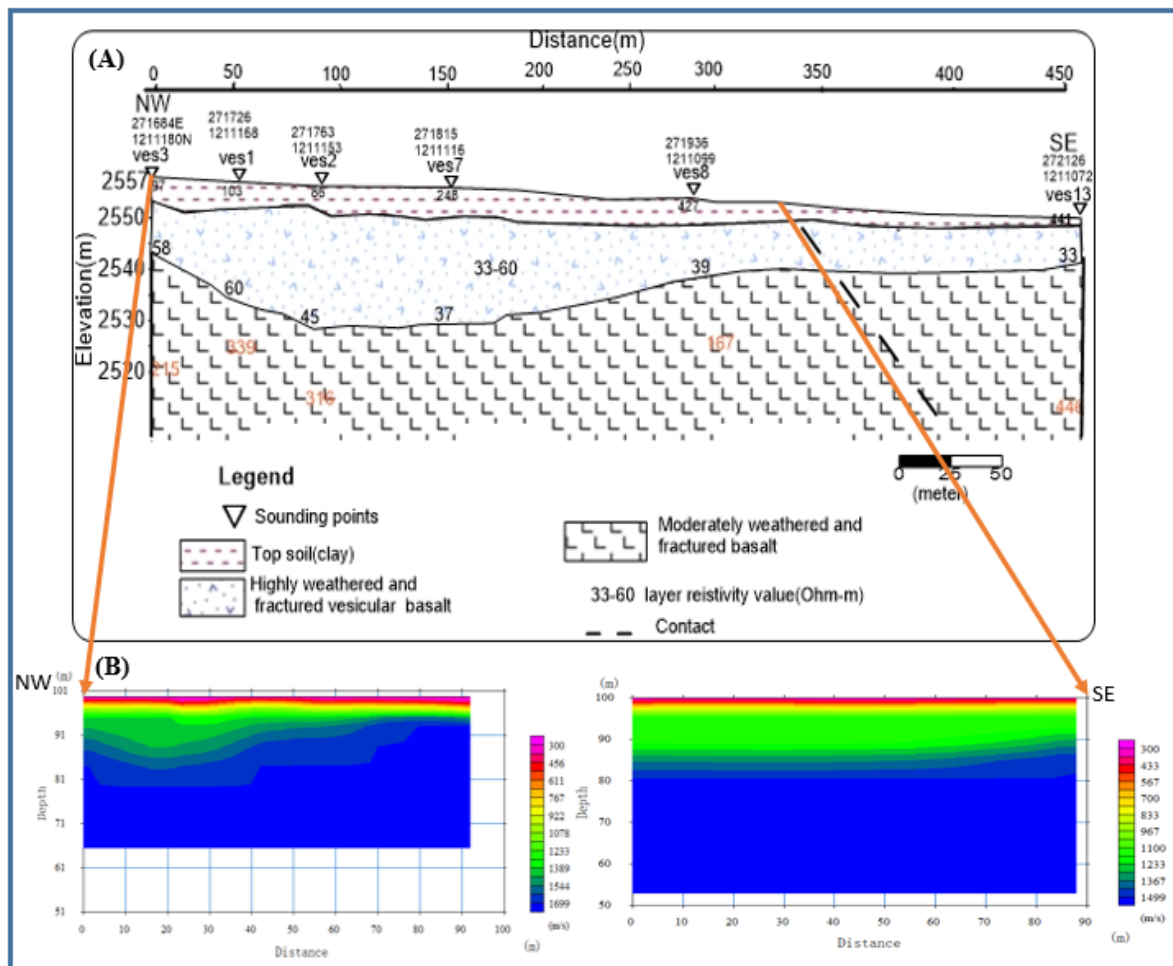 (A)
Distance(m)
0 50 100 150 200 250 300 350 400 450
NW
271684E
1211180N
ves3
271726
1211168
ves1
271763
1211153
ves2
271815
1211116
ves7
271936
1211099
ves8
SE
272126
1211072
ves13
Elevation(m)
2557
2550
2540
2530
2520
103 86 248 427 441
58 60 45 37 33-60 39 33
215 339 316 167 446
Legend
Sounding points
Top soil(clay)
Highly weathered and
fractured vesicular basalt
Moderately weathered and
fractured basalt
33-60 layer reistivity value(Ohm-m)
Contact
0 25 50
(meter)
(B)
NW
(m)
101
91
81
71
61
51
Depth
0 10 20 30 40 50 60 70 80 90 100
(m)
Distance
300
456
611
767
922
1078
1233
1389
1544
1699
(m/s)
SE
(m)
100
90
80
70
60
50
Depth
0 10 20 30 40 50 60 70 80 90
(m)
Distance
300
433
567
700
833
967
1100
1233
1367
1499
(m/s)